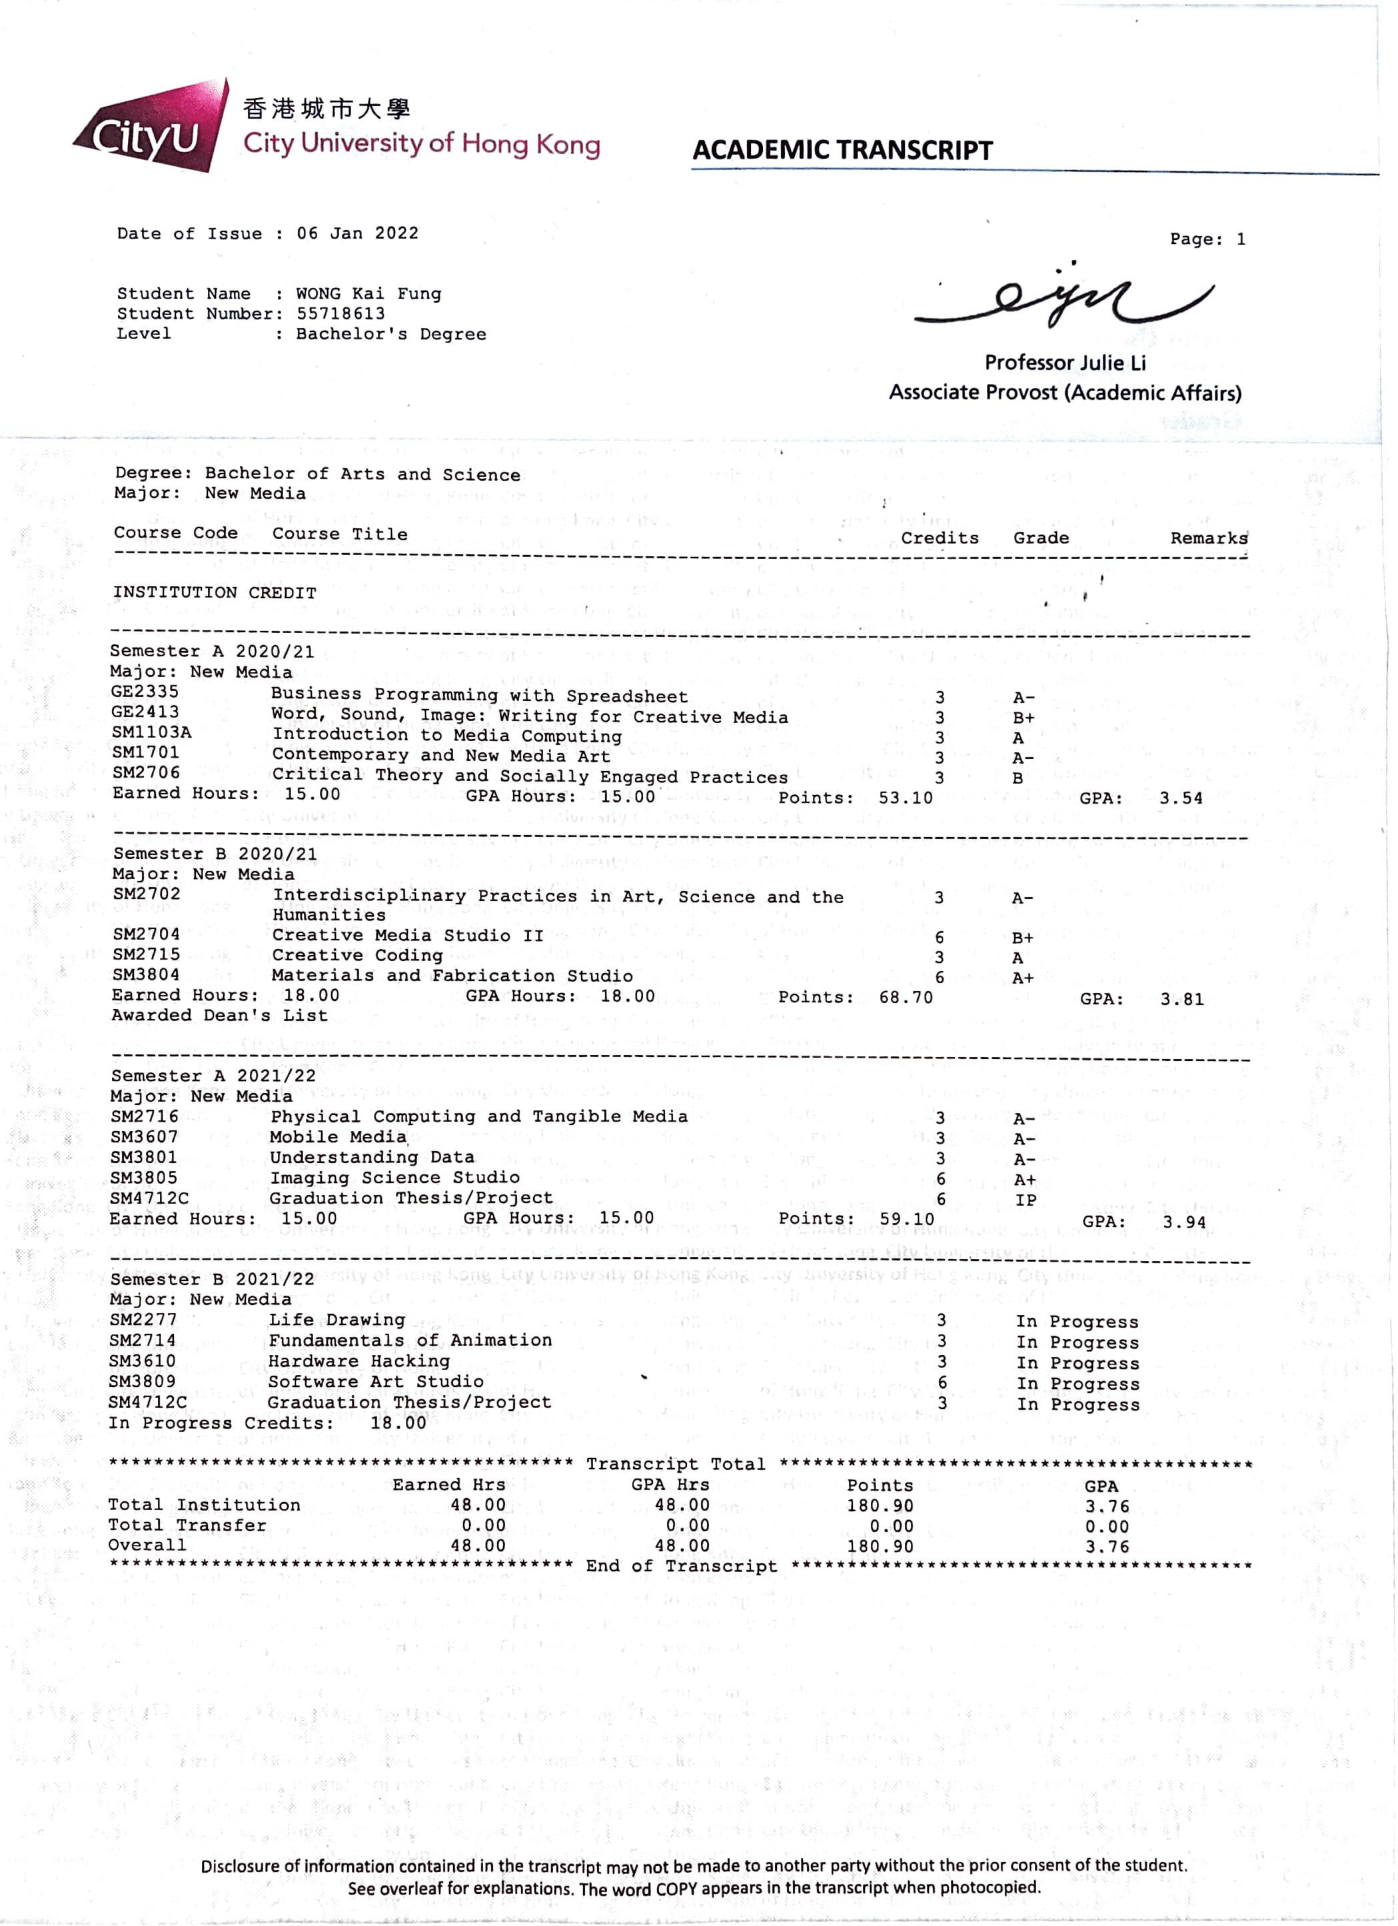 CityU
香港城市大學
City University of Hong Kong
ACADEMIC TRANSCRIPT
Date of Issue : 06 Jan 2022
Page: 1
Student Name : WONG Kai Fung
Student Number: 55718613
Level : Bachelor's Degree
Professor Julie Li
Associate Provost (Academic Affairs)
Degree: Bachelor of Arts and Science
Major: New Media
Course Code Course Title Credits Grade Remarks
INSTITUTION CREDIT
Semester A 2020/21
Major: New Media
GE2335 Business Programming with Spreadsheet 3 A-
GE2413 Word, Sound, Image: Writing for Creative Media 3 B+
SM1103A Introduction to Media Computing 3 A
SM1701 Contemporary and New Media Art 3 A-
SM2706 Critical Theory and Socially Engaged Practices 3 B
Earned Hours: 15.00 GPA Hours: 15.00 Points: 53.10 GPA: 3.54
Semester B 2020/21
Major: New Media
SM2702 Interdisciplinary Practices in Art, Science and the 3 A-
Humanities
SM2704 Creative Media Studio II 6 B+
SM2715 Creative Coding 3 A
SM3804 Materials and Fabrication Studio 6 A+
Earned Hours: 18.00 GPA Hours: 18.00 Points: 68.70 GPA: 3.81
Awarded Dean's List
Semester A 2021/22
Major: New Media
SM2716 Physical Computing and Tangible Media 3 A-
SM3607 Mobile Media 3 A-
SM3801 Understanding Data 3 A-
SM3805 Imaging Science Studio 6 A+
SM4712C Graduation Thesis/Project 6 IP
Earned Hours: 15.00 GPA Hours: 15.00 Points: 59.10 GPA: 3.94
Semester B 2021/22
Major: New Media
SM2277 Life Drawing 3 In Progress
SM2714 Fundamentals of Animation 3 In Progress
SM3610 Hardware Hacking 3 In Progress
SM3809 Software Art Studio 6 In Progress
SM4712C Graduation Thesis/Project 3 In Progress
In Progress Credits: 18.00
***************************************** Transcript Total ******************************************
Earned Hrs GPA Hrs Points GPA
Total Institution 48.00 48.00 180.90 3.76
Total Transfer 0.00 0.00 0.00 0.00
Overall 48.00 48.00 180.90 3.76
***************************************** End of Transcript *****************************************
Disclosure of information contained in the transcript may not be made to another party without the prior consent of the student.
See overleaf for explanations. The word COPY appears in the transcript when photocopied.